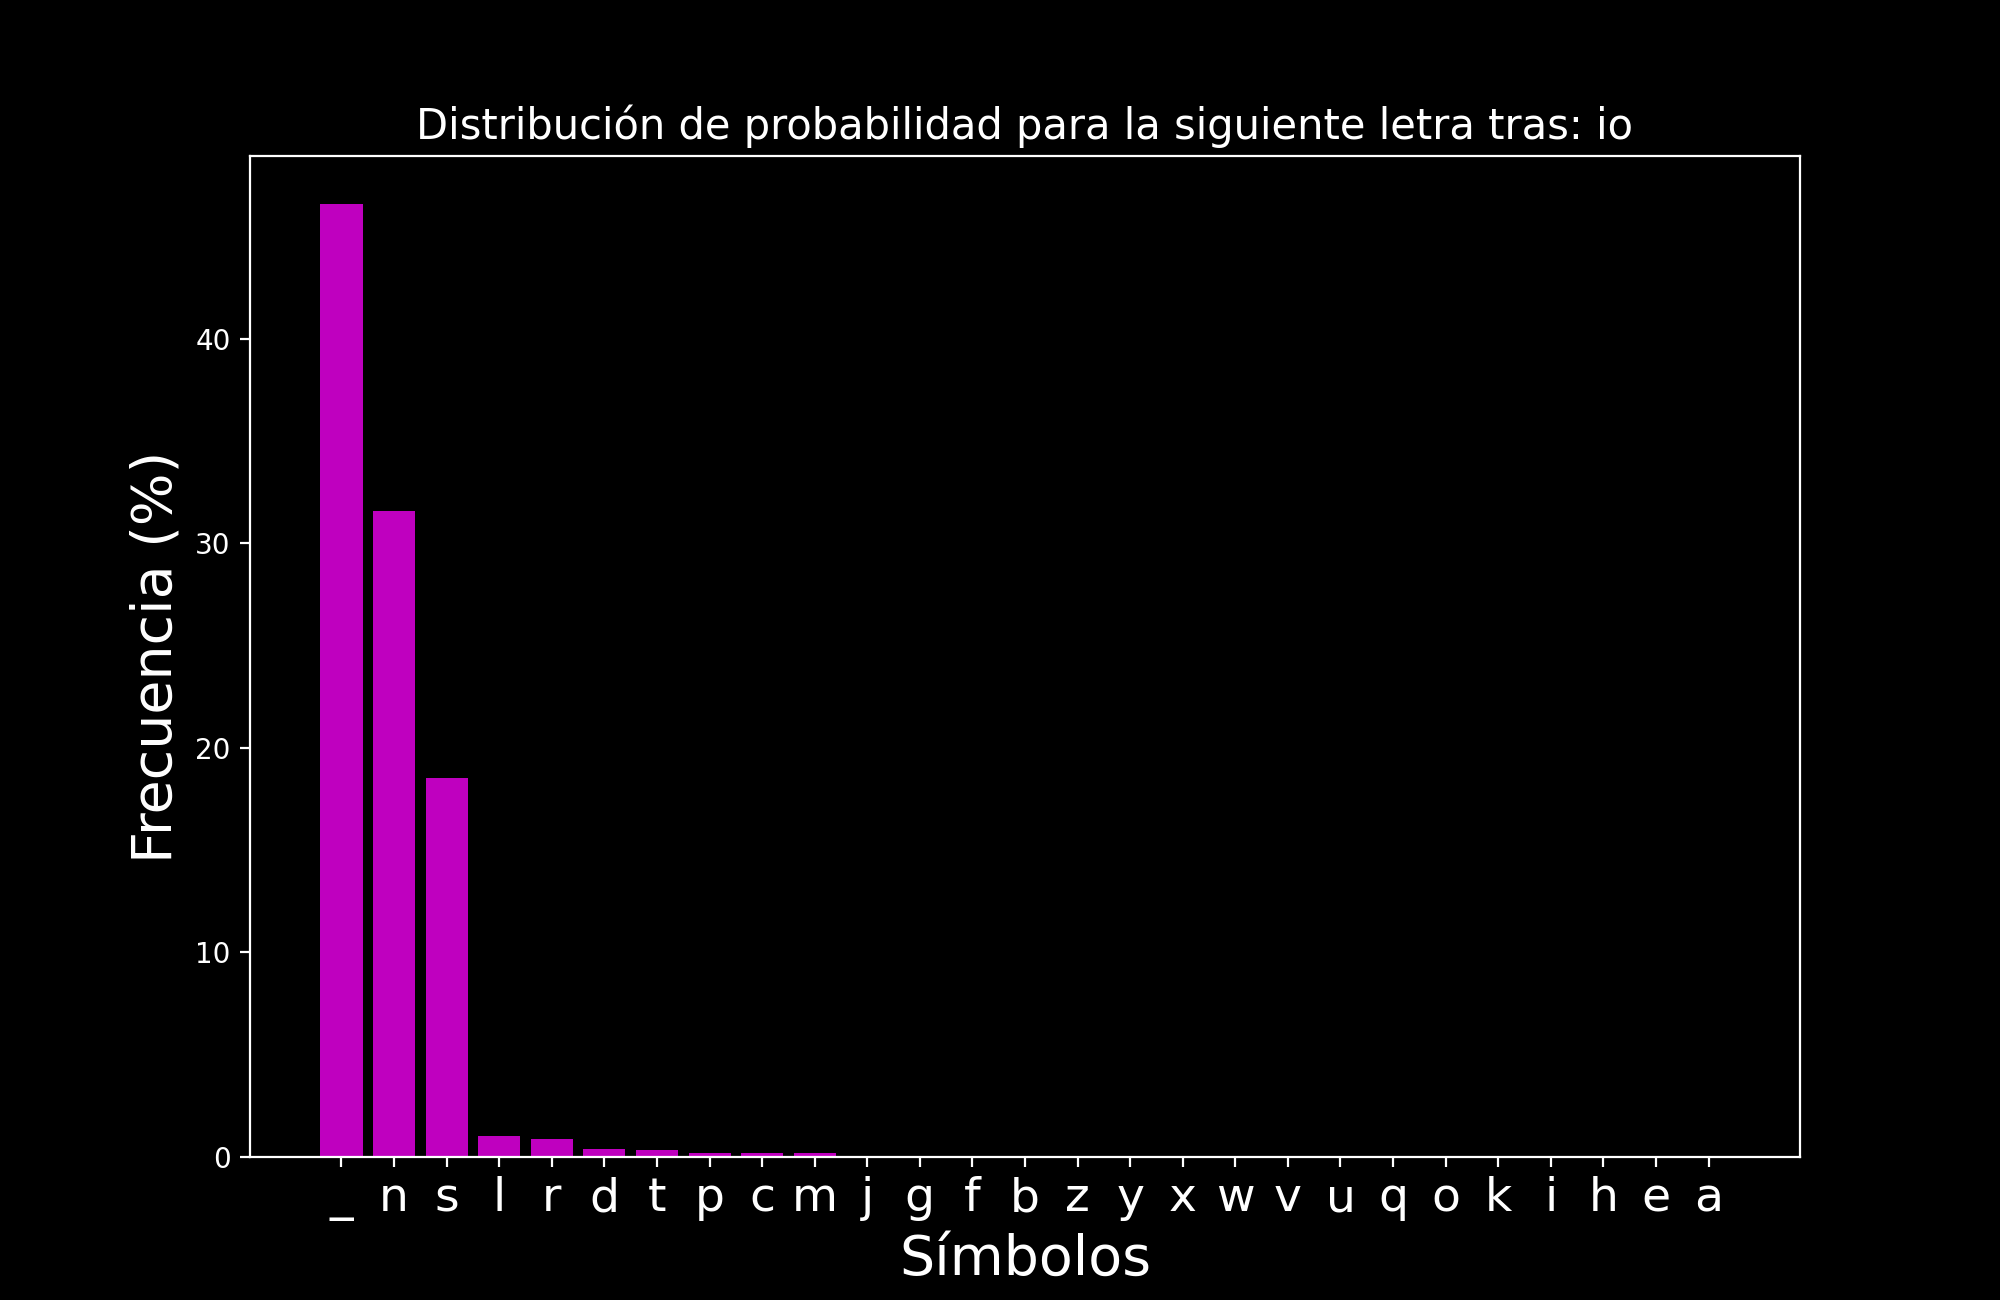 Distribución de probabilidad para la siguiente letra tras: io
Frecuencia (%)
40
30
20
10
0
_ n s l r d t p c m j g f b z y x w v u q o k i h e a
Símbolos